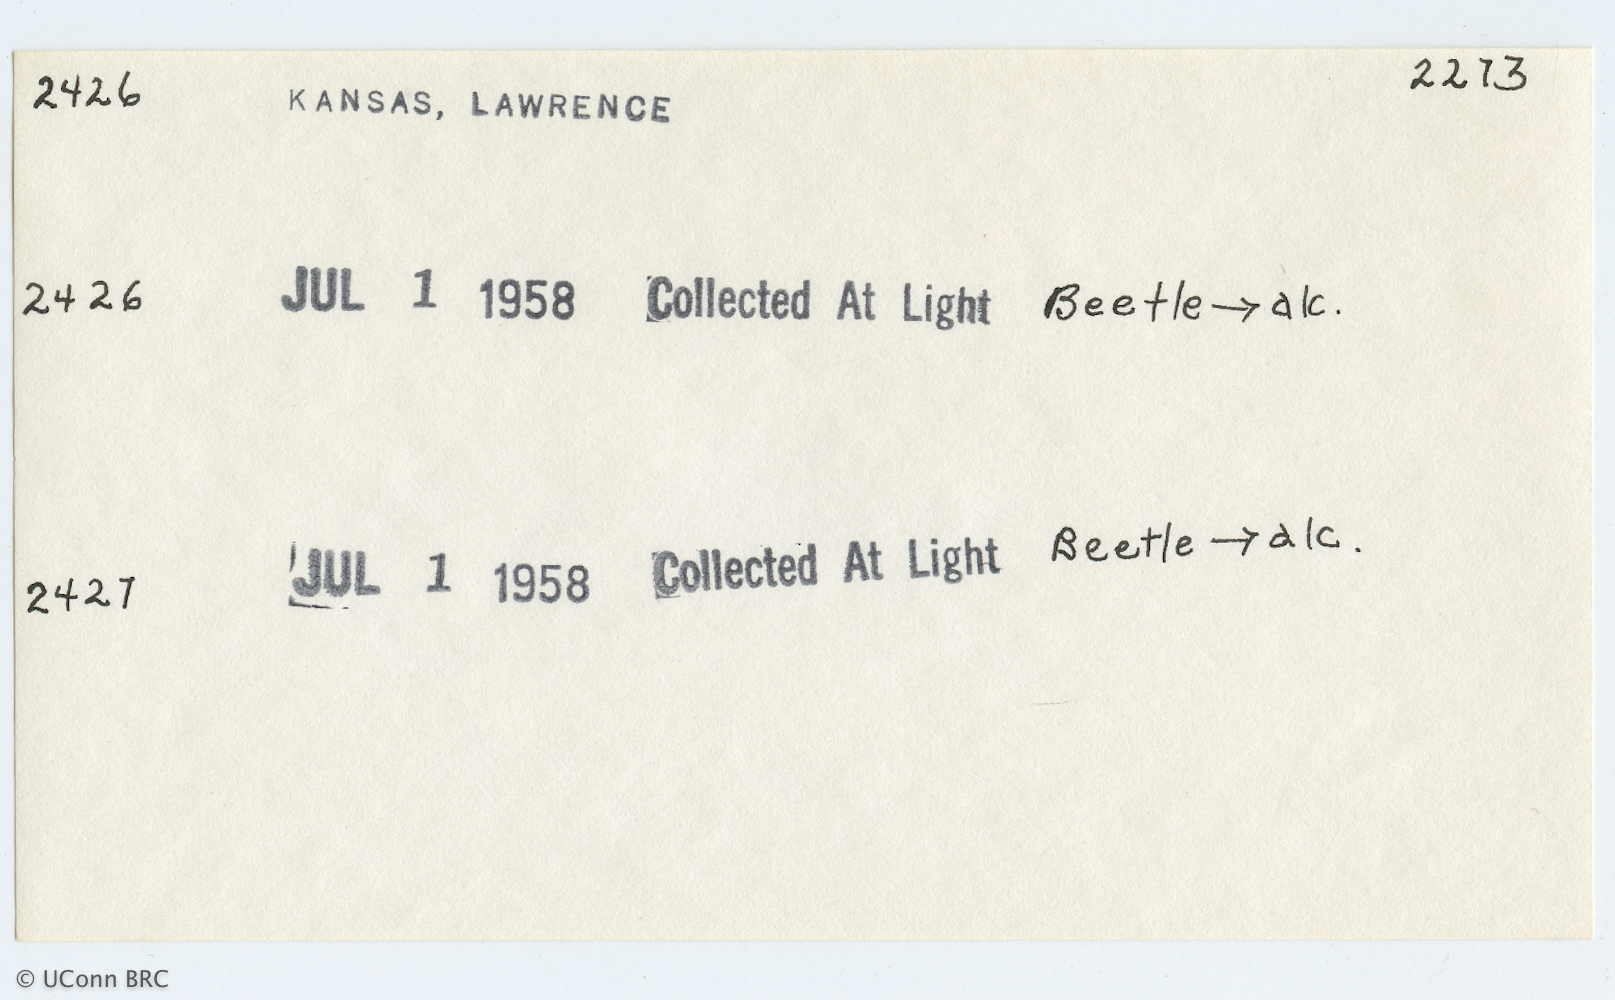 2426 KANSAS, LAWRENCE 2273
2426 JUL 1 1958 Collected At Light Beetle → alc.
2427 JUL 1 1958 Collected At Light Beetle → alc.
© UConn BRC